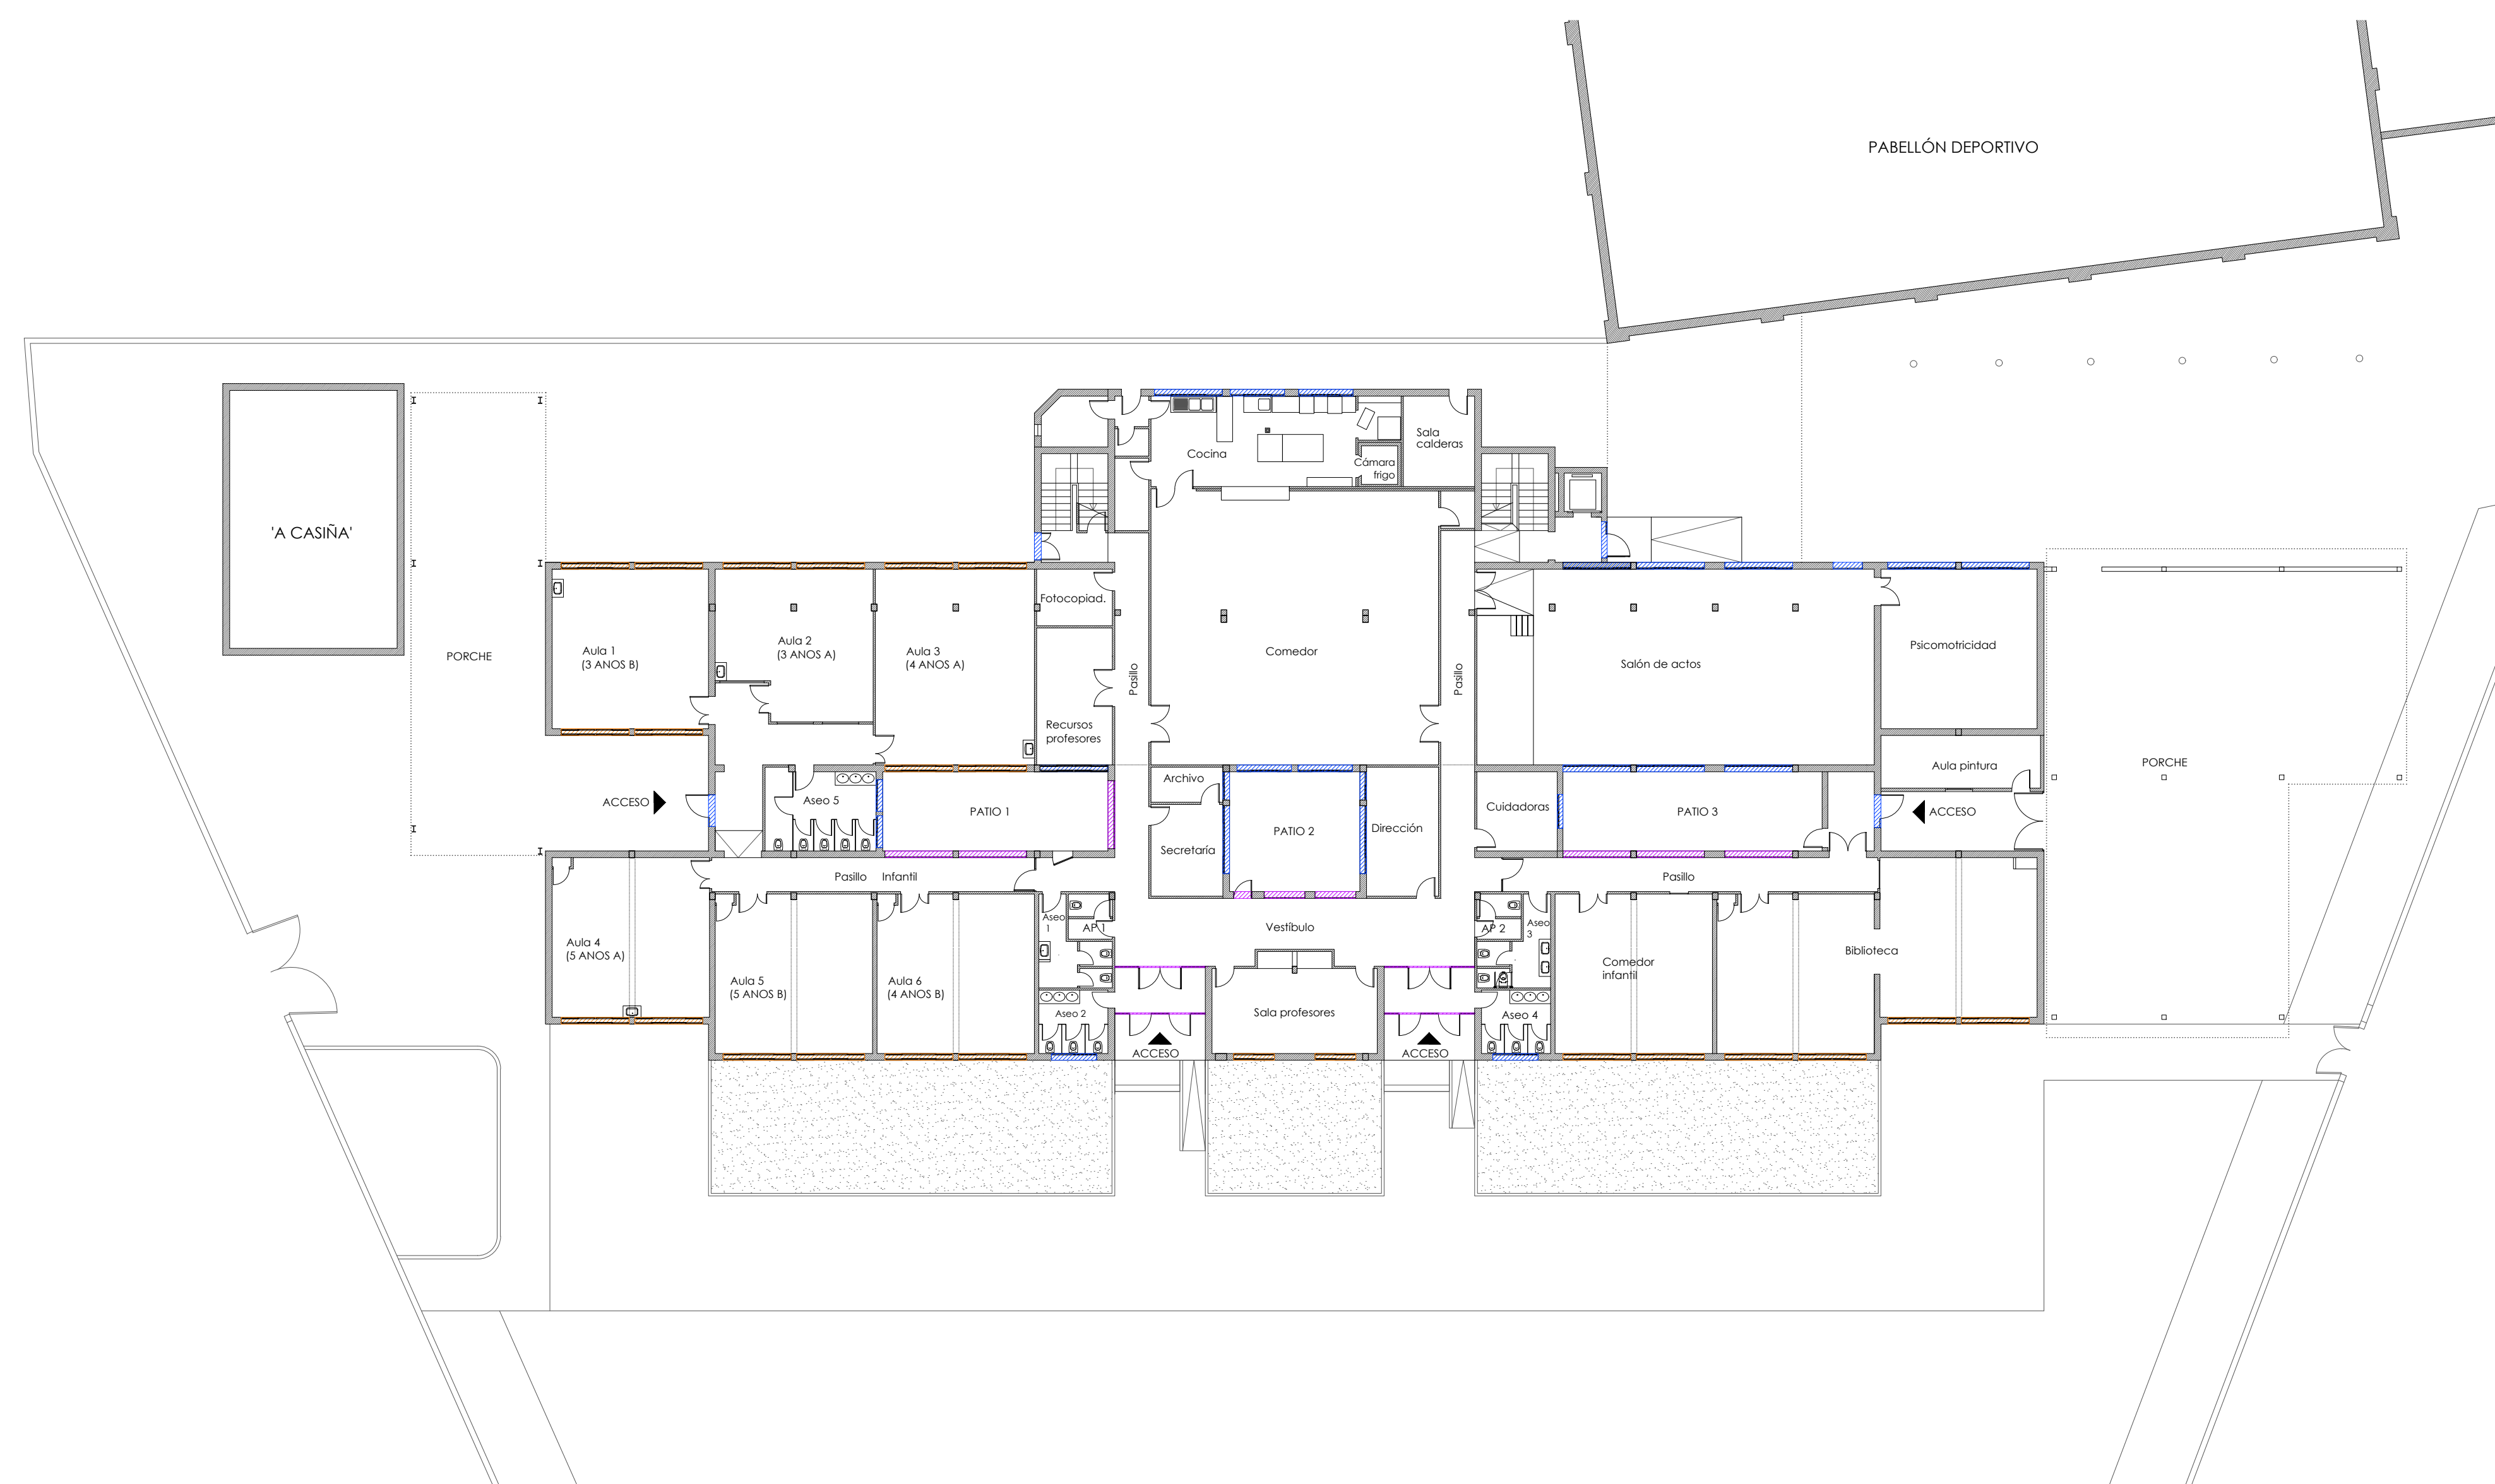 PABELLÓN DEPORTIVO
Sala
calderas
Cocina
Cámara
frigo
'A CASIÑA'
Fotocopiad.
Aula 2
(3 ANOS A)
Aula 1
(3 ANOS B)
Aula 3
(4 ANOS A)
PORCHE
Pasillo
Comedor
Pasillo
Salón de actos
Psicomotricidad
Recursos
profesores
Archivo
Aula pintura
PORCHE
ACCESO
Aseo 5
PATIO 1
PATIO 2
Dirección
Cuidadoras
PATIO 3
ACCESO
Secretaría
Pasillo Infantil
Pasillo
Aseo
1
AP 1
Vestíbulo
AP 2
Aseo
3
Aula 4
(5 ANOS A)
Aula 5
(5 ANOS B)
Aula 6
(4 ANOS B)
Comedor
infantil
Biblioteca
Aseo 2
Sala profesores
Aseo 4
ACCESO
ACCESO